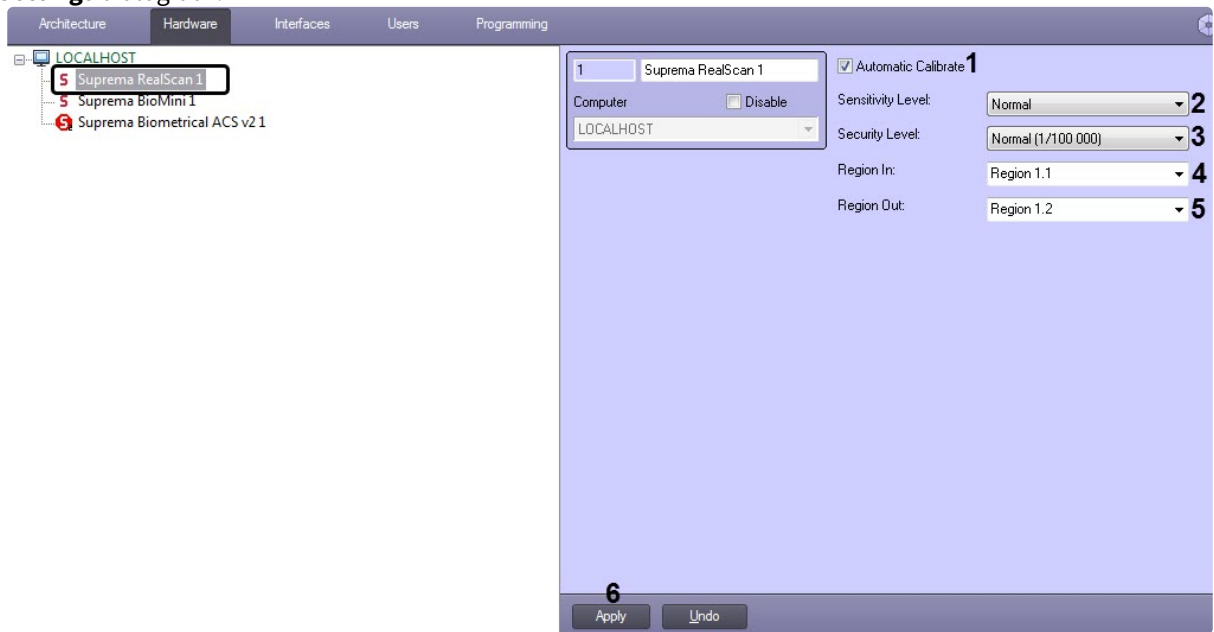 Architecture Hardware Interfaces Users Programming
LOCALHOST
Suprema RealScan 1
Suprema BioMini 1
Suprema Biometrical ACS v2 1
1 Suprema RealScan 1
Computer Disable
LOCALHOST
Automatic Calibrate 1
Sensitivity Level: Normal 2
Security Level: Normal (1/100 000) 3
Region In: Region 1.1 4
Region Out: Region 1.2 5
6
Apply Undo